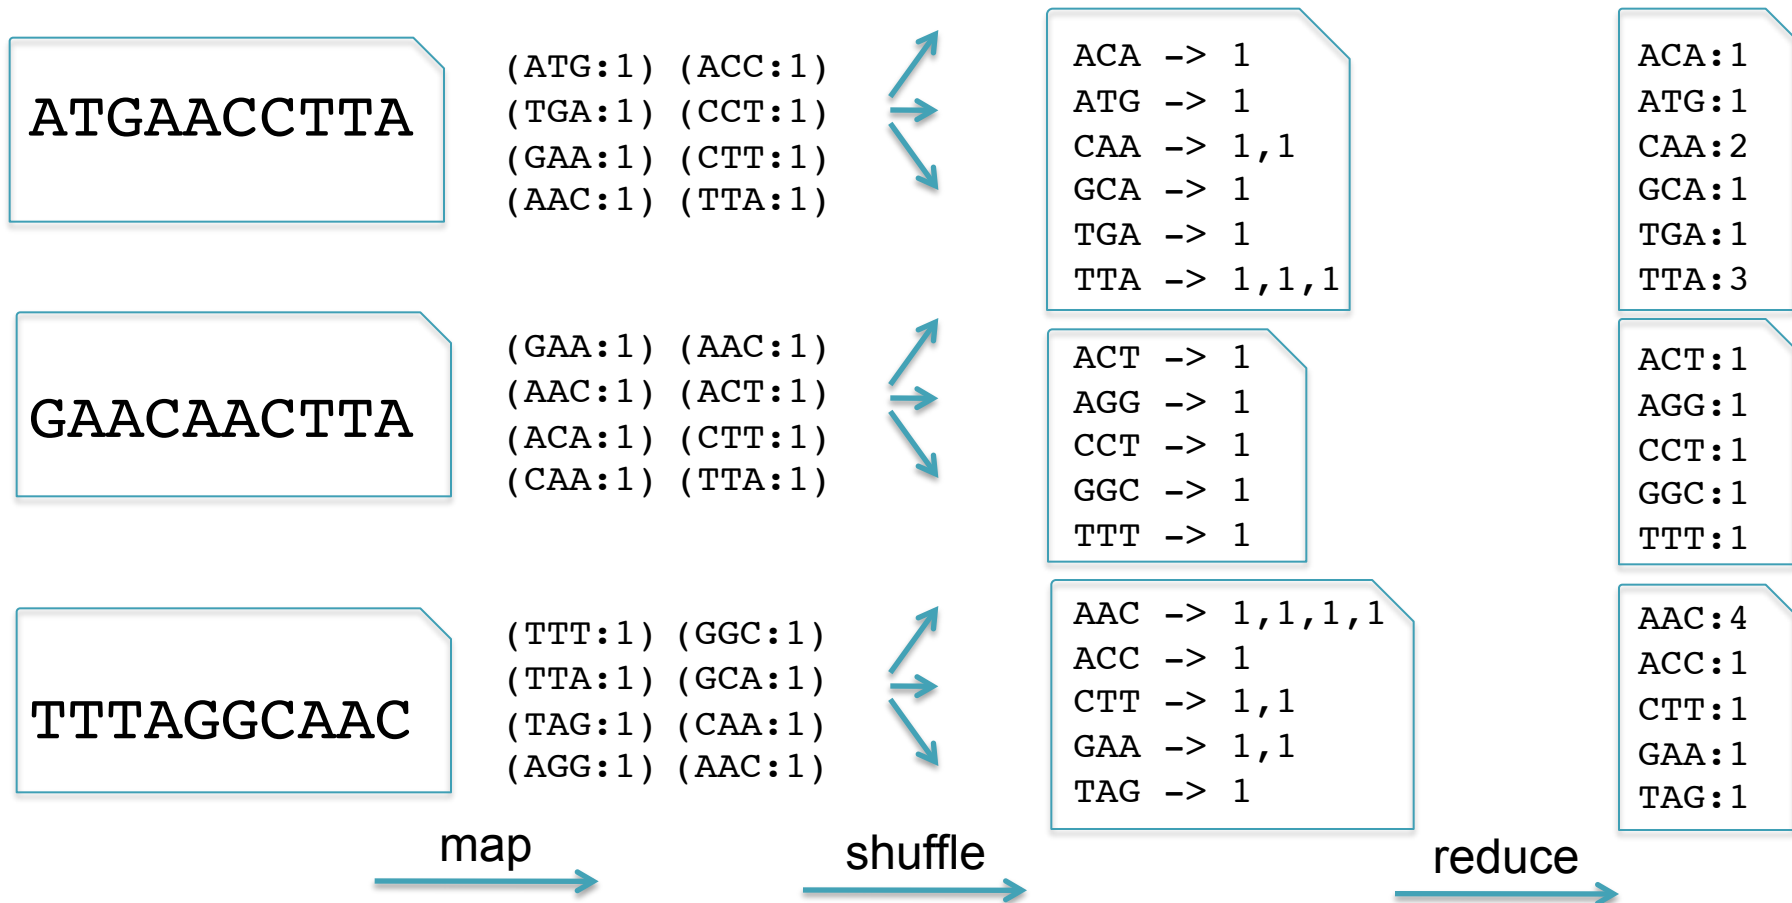 ATGAACCTTA
(ATG:1) (ACC:1)
(TGA:1) (CCT:1)
(GAA:1) (CTT:1)
(AAC:1) (TTA:1)
ACA -> 1
ATG -> 1
CAA -> 1,1
GCA -> 1
TGA -> 1
TTA -> 1,1,1
ACA:1
ATG:1
CAA:2
GCA:1
TGA:1
TTA:3
GAACAACTTA
(GAA:1) (AAC:1)
(AAC:1) (ACT:1)
(ACA:1) (CTT:1)
(CAA:1) (TTA:1)
ACT -> 1
AGG -> 1
CCT -> 1
GGC -> 1
TTT -> 1
ACT:1
AGG:1
CCT:1
GGC:1
TTT:1
TTTAGGCAAC
(TTT:1) (GGC:1)
(TTA:1) (GCA:1)
(TAG:1) (CAA:1)
(AGG:1) (AAC:1)
AAC -> 1,1,1,1
ACC -> 1
CTT -> 1,1
GAA -> 1,1
TAG -> 1
AAC:4
ACC:1
CTT:1
GAA:1
TAG:1
map
shuffle
reduce